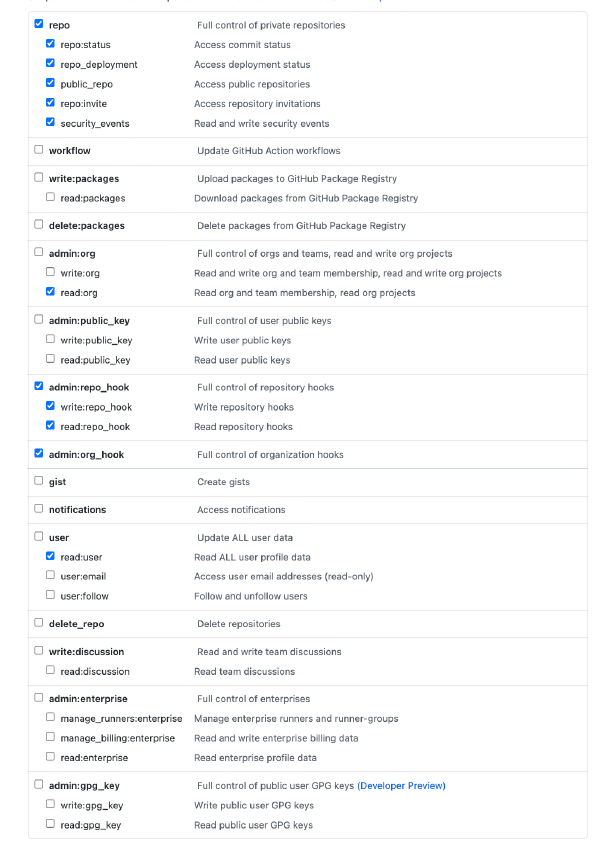 repo Full control of private repositories
repo:status Access commit status
repo_deployment Access deployment status
public_repo Access public repositories
repo:invite Access repository invitations
security_events Read and write security events
workflow Update GitHub Action workflows
write:packages Upload packages to GitHub Package Registry
read:packages Download packages from GitHub Package Registry
delete:packages Delete packages from GitHub Package Registry
admin:org Full control of orgs and teams, read and write org projects
write:org Read and write org and team membership, read and write org projects
read:org Read org and team membership, read org projects
admin:public_key Full control of user public keys
write:public_key Write user public keys
read:public_key Read user public keys
admin:repo_hook Full control of repository hooks
write:repo_hook Write repository hooks
read:repo_hook Read repository hooks
admin:org_hook Full control of organization hooks
gist Create gists
notifications Access notifications
user Update ALL user data
read:user Read ALL user profile data
user:email Access user email addresses (read-only)
user:follow Follow and unfollow users
delete_repo Delete repositories
write:discussion Read and write team discussions
read:discussion Read team discussions
admin:enterprise Full control of enterprises
manage_runners:enterprise Manage enterprise runners and runner-groups
manage_billing:enterprise Read and write enterprise billing data
read:enterprise Read enterprise profile data
admin:gpg_key Full control of public user GPG keys (Developer Preview)
write:gpg_key Write public user GPG keys
read:gpg_key Read public user GPG keys